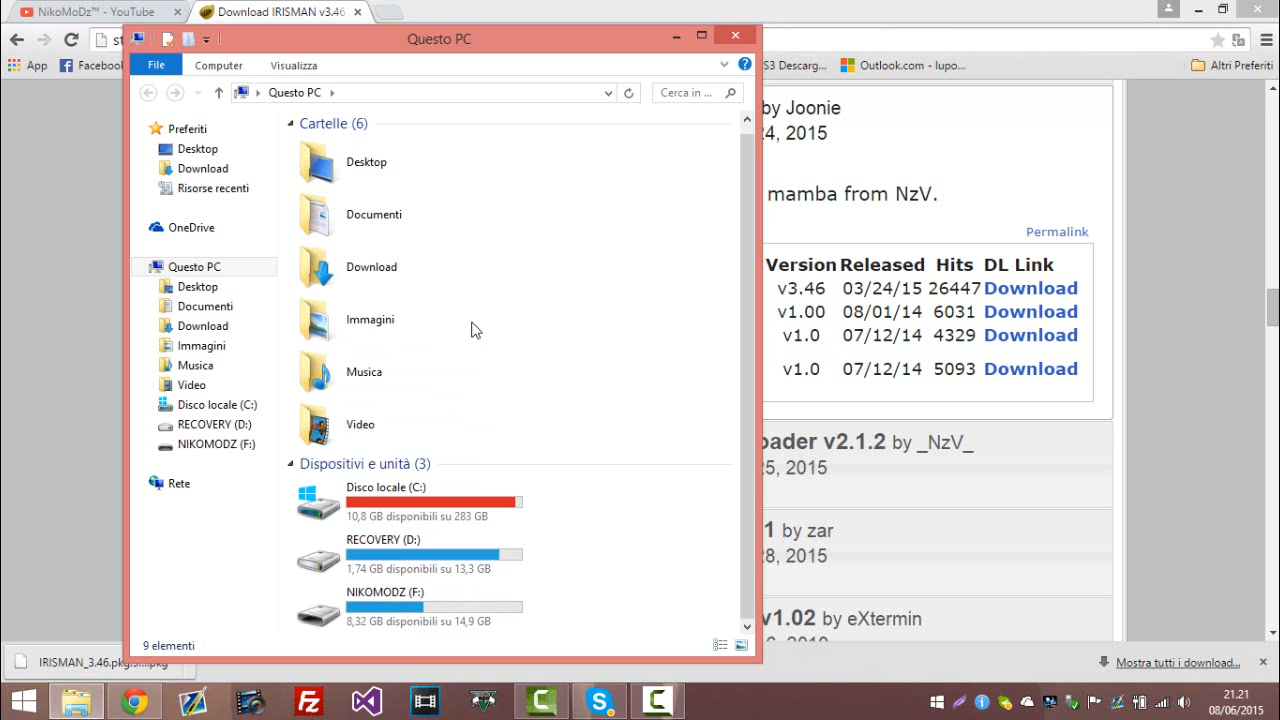 NikoMoDz™ - YouTube
Download IRISMAN v3.46
App
Facebook
S3 Descarg...
Outlook.com - lupo...
Altri Preferiti
Questo PC
File
Computer
Visualizza
Questo PC
Cerca in ...
Preferiti
Desktop
Download
Risorse recenti
OneDrive
Questo PC
Desktop
Documenti
Download
Immagini
Musica
Video
Disco locale (C:)
RECOVERY (D:)
NIKOMODZ (F:)
Rete
Cartelle (6)
Desktop
Documenti
Download
Immagini
Musica
Video
Dispositivi e unità (3)
Disco locale (C:)
10,8 GB disponibili su 283 GB
RECOVERY (D:)
1,74 GB disponibili su 13,3 GB
NIKOMODZ (F:)
8,32 GB disponibili su 14,9 GB
9 elementi
by Joonie
24, 2015
mamba from NzV.
Permalink
Version Released Hits DL Link
v3.46 03/24/15 26447 Download
v1.00 08/01/14 6031 Download
v1.0 07/12/14 4329 Download
v1.0 07/12/14 5093 Download
oader v2.1.2 by _NzV_
25, 2015
1 by zar
28, 2015
v1.02 by eXtermin
Mostra tutti i download...
21.21
08/06/2015